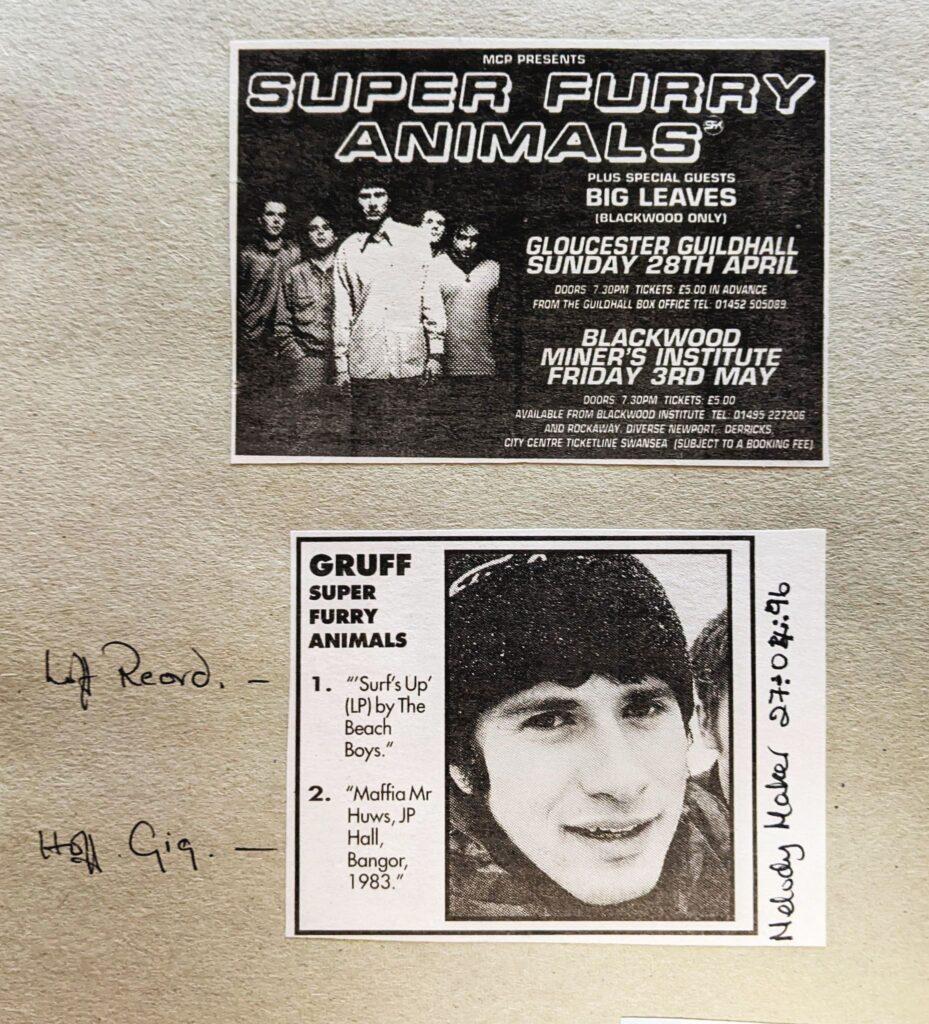 MCP PRESENTS
SUPER FURRY
ANIMALS
SFA
PLUS SPECIAL GUESTS
BIG LEAVES
(BLACKWOOD ONLY)
GLOUCESTER GUILDHALL
SUNDAY 28TH APRIL
DOORS 7.30PM TICKETS: £5.00 IN ADVANCE
FROM THE GUILDHALL BOX OFFICE TEL: 01452 505089
BLACKWOOD
MINER'S INSTITUTE
FRIDAY 3RD MAY
DOORS 7.30PM TICKETS: £5.00
AVAILABLE FROM BLACKWOOD INSTITUTE TEL: 01495 227206
AND ROCKAWAY, DIVERSE NEWPORT, DERRICKS,
CITY CENTRE TICKETLINE SWANSEA (SUBJECT TO A BOOKING FEE)
GRUFF
SUPER
FURRY
ANIMALS
Hoff Record. –
1. "'Surf's Up'
(LP) by The
Beach
Boys."
Hoff. Gig. –
2. "Maffia Mr
Huws, JP
Hall,
Bangor,
1983."
Melody Maker 27:04:96